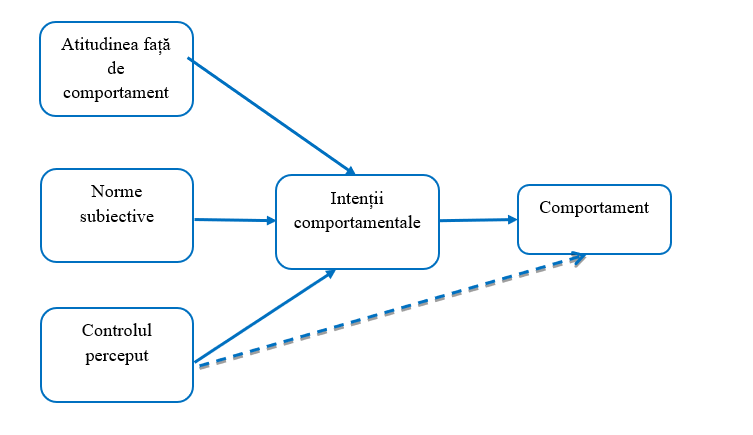 Atitudinea față
de
comportament
Norme
subiective
Intenții
comportamentale
Comportament
Controlul
perceput